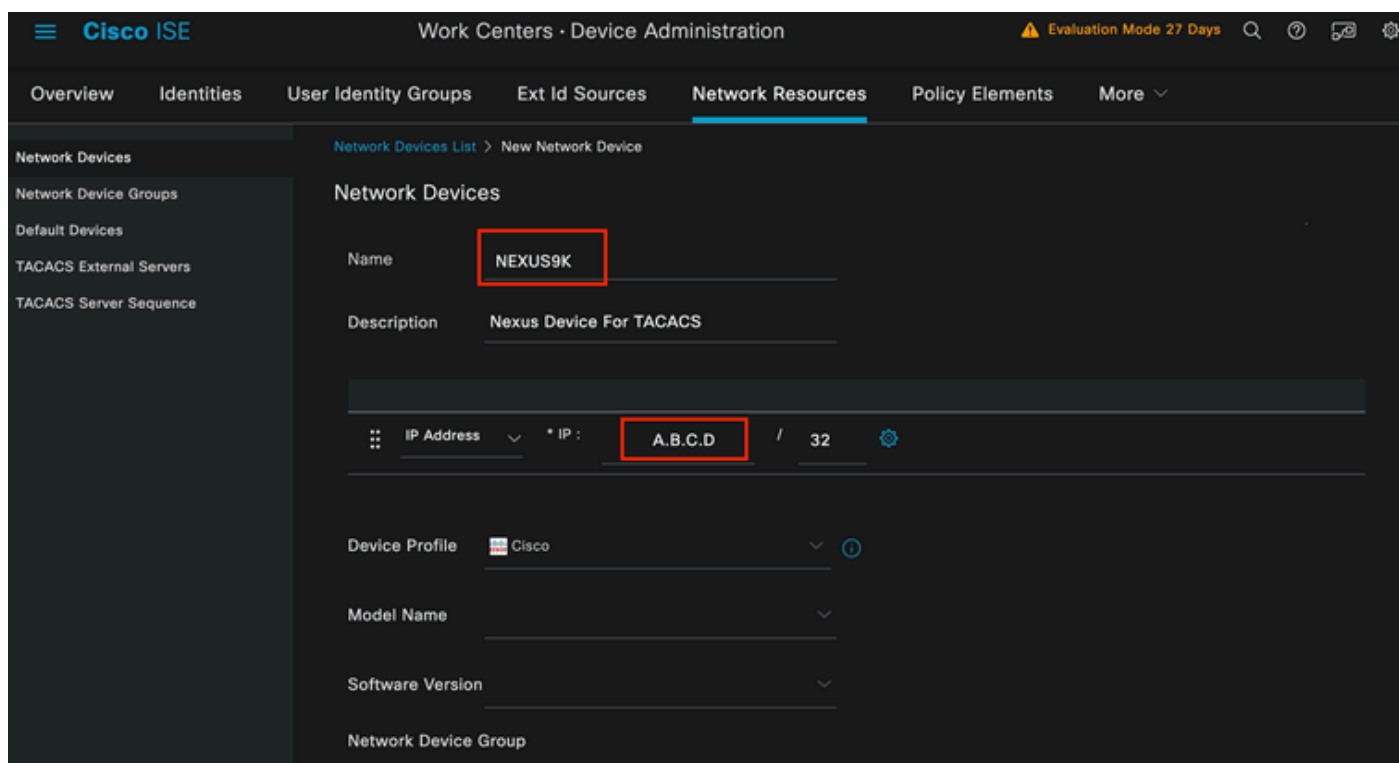 Cisco ISE
Work Centers · Device Administration
Evaluation Mode 27 Days
Overview Identities User Identity Groups Ext Id Sources Network Resources Policy Elements More
Network Devices
Network Device Groups
Default Devices
TACACS External Servers
TACACS Server Sequence
Network Devices List > New Network Device
Network Devices
Name NEXUS9K
Description Nexus Device For TACACS
IP Address * IP : A.B.C.D / 32
Device Profile Cisco
Model Name
Software Version
Network Device Group